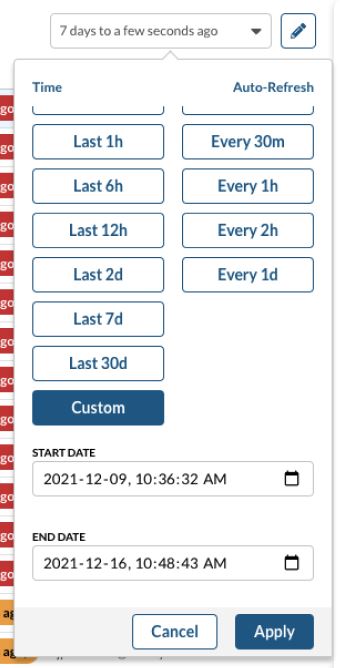 7 days to a few seconds ago
Time
Auto-Refresh
Last 1h
Every 30m
Last 6h
Every 1h
Last 12h
Every 2h
Last 2d
Every 1d
Last 7d
Last 30d
Custom
START DATE
2021-12-09, 10:36:32 AM
END DATE
2021-12-16, 10:48:43 AM
Cancel
Apply